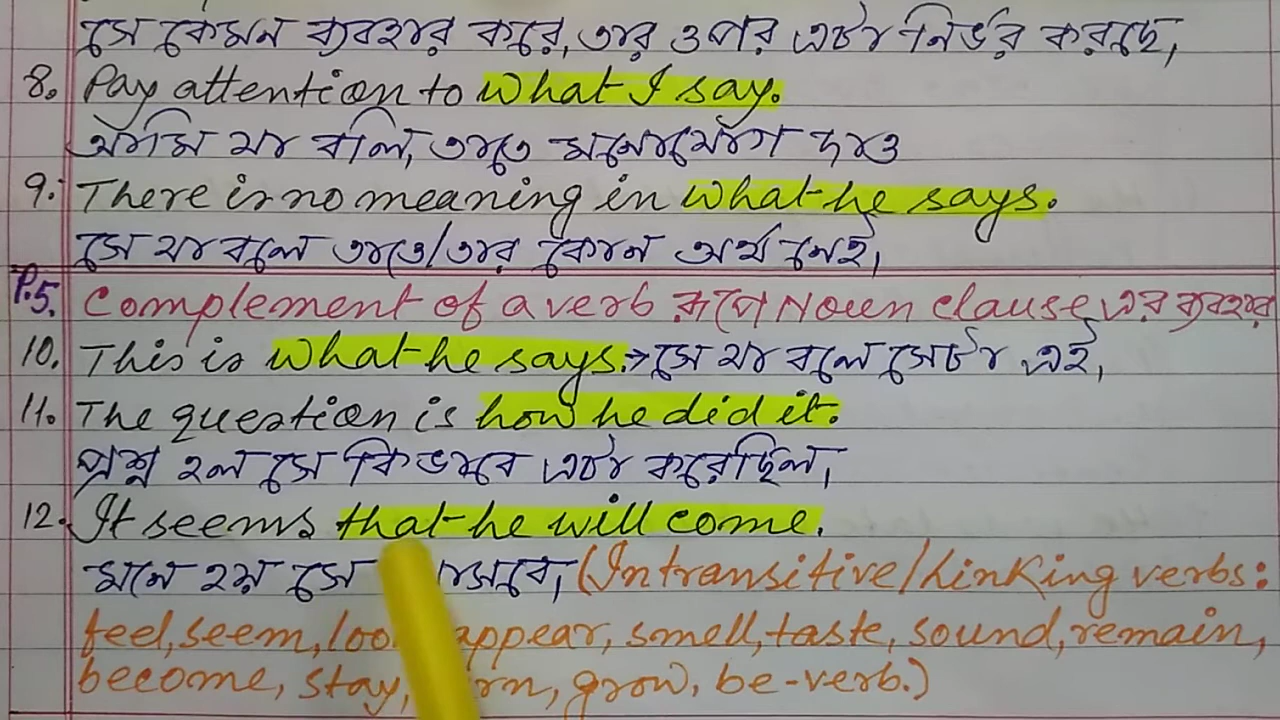 সে কেমন ব্যবহার করে, তার ওপর এটা নির্ভর করছে,
8. Pay attention to what I say.
আমি যা বলি, তাতে মনোযোগ দাও
9. There is no meaning in what he says.
সে যা বলে তাতে/তার কোন অর্থ নেই,
P.5. Complement of a verb রূপে Noun clause এর ব্যবহার
10. This is what he says. → সে যা বলে সেটা এই,
11. The question is how he did it.
প্রশ্ন হল সে কিভাবে এটা করেছিল,
12. It seems that he will come.
মনে হয় সে (Intransitive/Linking verbs:
feel, seem, appear, smell, taste, sound, remain,
become, stay, grow, be-verb.)